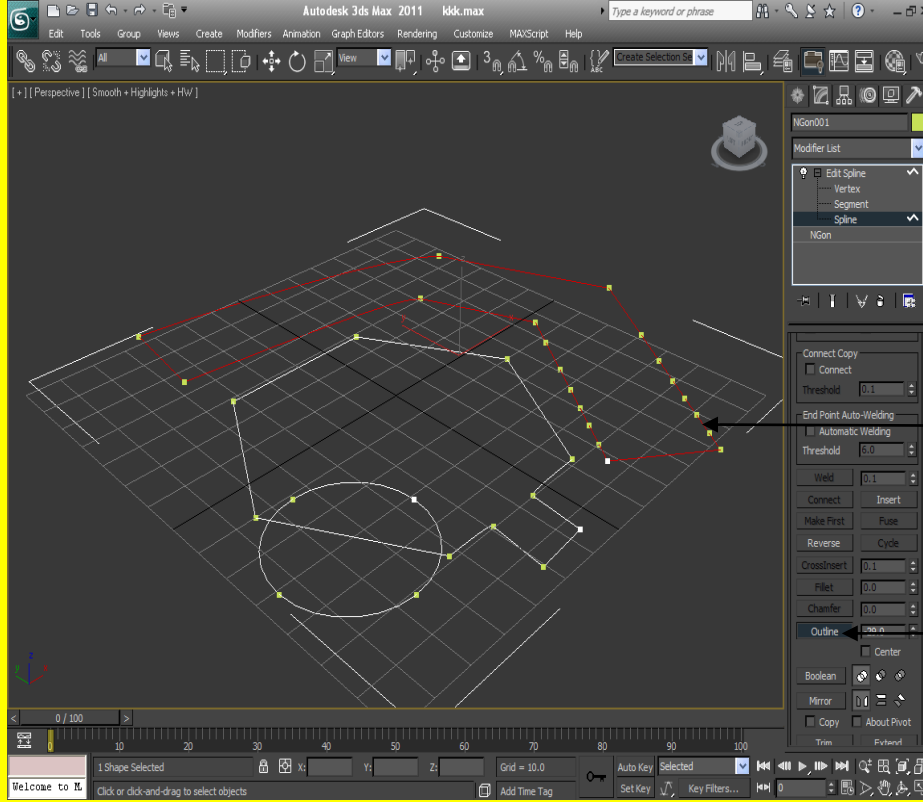 Autodesk 3ds Max 2011 kkk.max
Type a keyword or phrase
Edit Tools Group Views Create Modifiers Animation Graph Editors Rendering Customize MAXScript Help
All View 3 ABC Create Selection Se
[ + ] [ Perspective ] [ Smooth + Highlights + HW ]
NGon001
Modifier List
Edit Spline
Vertex
Segment
Spline
NGon
Connect Copy
Connect
Threshold 0.1
End Point Auto-Welding
Automatic Welding
Threshold 6.0
Weld 0.1
Connect Insert
Make First Fuse
Reverse Cycle
CrossInsert 0.1
Fillet 0.0
Chamfer 0.0
Outline -29.0
Center
Boolean
Mirror
Copy About Pivot
Trim Extend
z
y x
< 0 / 100 >
0 10 20 30 40 50 60 70 80 90 100
1 Shape Selected X: Y: Z: Grid = 10.0 Auto Key Selected
Welcome to M. Click or click-and-drag to select objects Add Time Tag Set Key Key Filters... 0